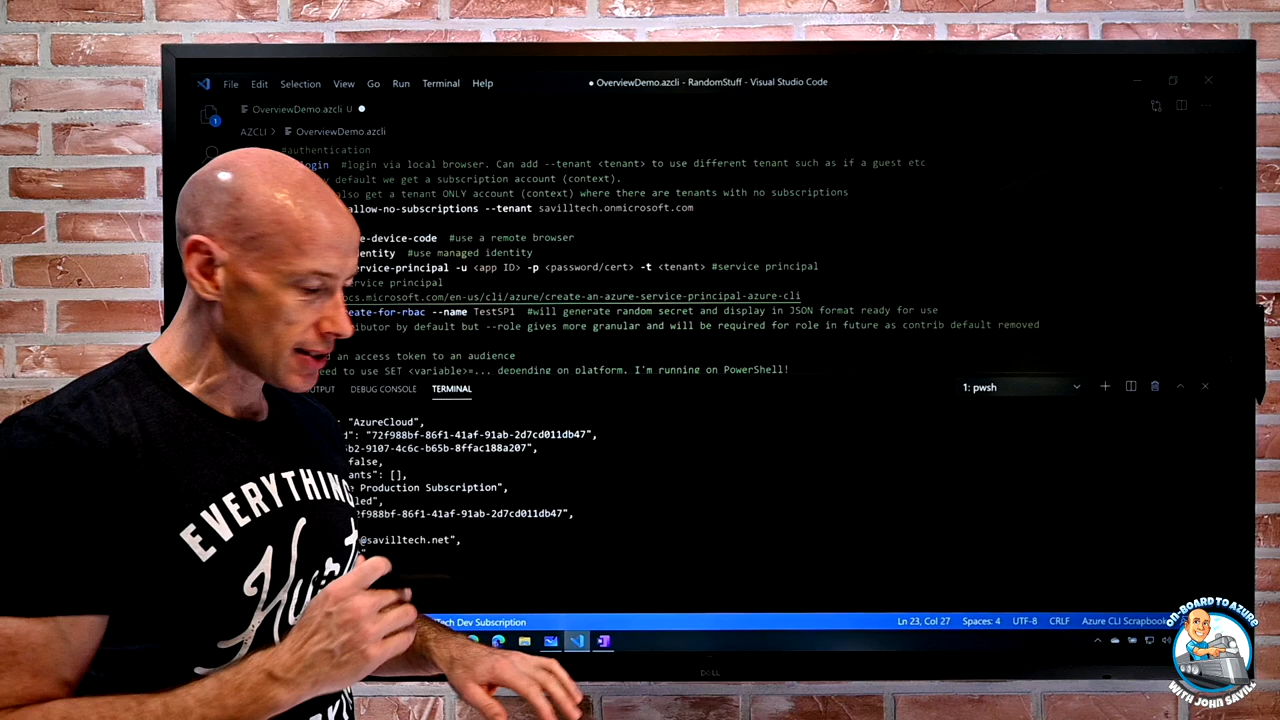 File Edit Selection View Go Run Terminal Help
● OverviewDemo.azcli - RandomStuff - Visual Studio Code
OverviewDemo.azcli U ●
1
AZCLI > OverviewDemo.azcli
#authentication
login #login via local browser. Can add --tenant <tenant> to use different tenant such as if a guest etc
default we get a subscription account (context).
also get a tenant ONLY account (context) where there are tenants with no subscriptions
allow-no-subscriptions --tenant savilltech.onmicrosoft.com
e-device-code #use a remote browser
entity #use managed identity
ervice-principal -u <app ID> -p <password/cert> -t <tenant> #service principal
service principal
ocs.microsoft.com/en-us/cli/azure/create-an-azure-service-principal-azure-cli
reate-for-rbac --name TestSP1 #will generate random secret and display in JSON format ready for use
ributor by default but --role gives more granular and will be required for role in future as contrib default removed
d an access token to an audience
need to use SET <variable>=... depending on platform. I'm running on PowerShell!
TPUT DEBUG CONSOLE TERMINAL
1: pwsh
: "AzureCloud",
d": "72f988bf-86f1-41af-91ab-2d7cd011db47",
b2-9107-4c6c-b65b-8ffac188a207",
false,
ants": [],
e Production Subscription",
led",
2f988bf-86f1-41af-91ab-2d7cd011db47",
@savilltech.net",
Tech Dev Subscription
Ln 23, Col 27 Spaces: 4 UTF-8 CRLF Azure CLI Scrapbook
DELL
EVERYTHING
Hurts
KI
ON-BOARD TO AZURE
WITH JOHN SAVILL